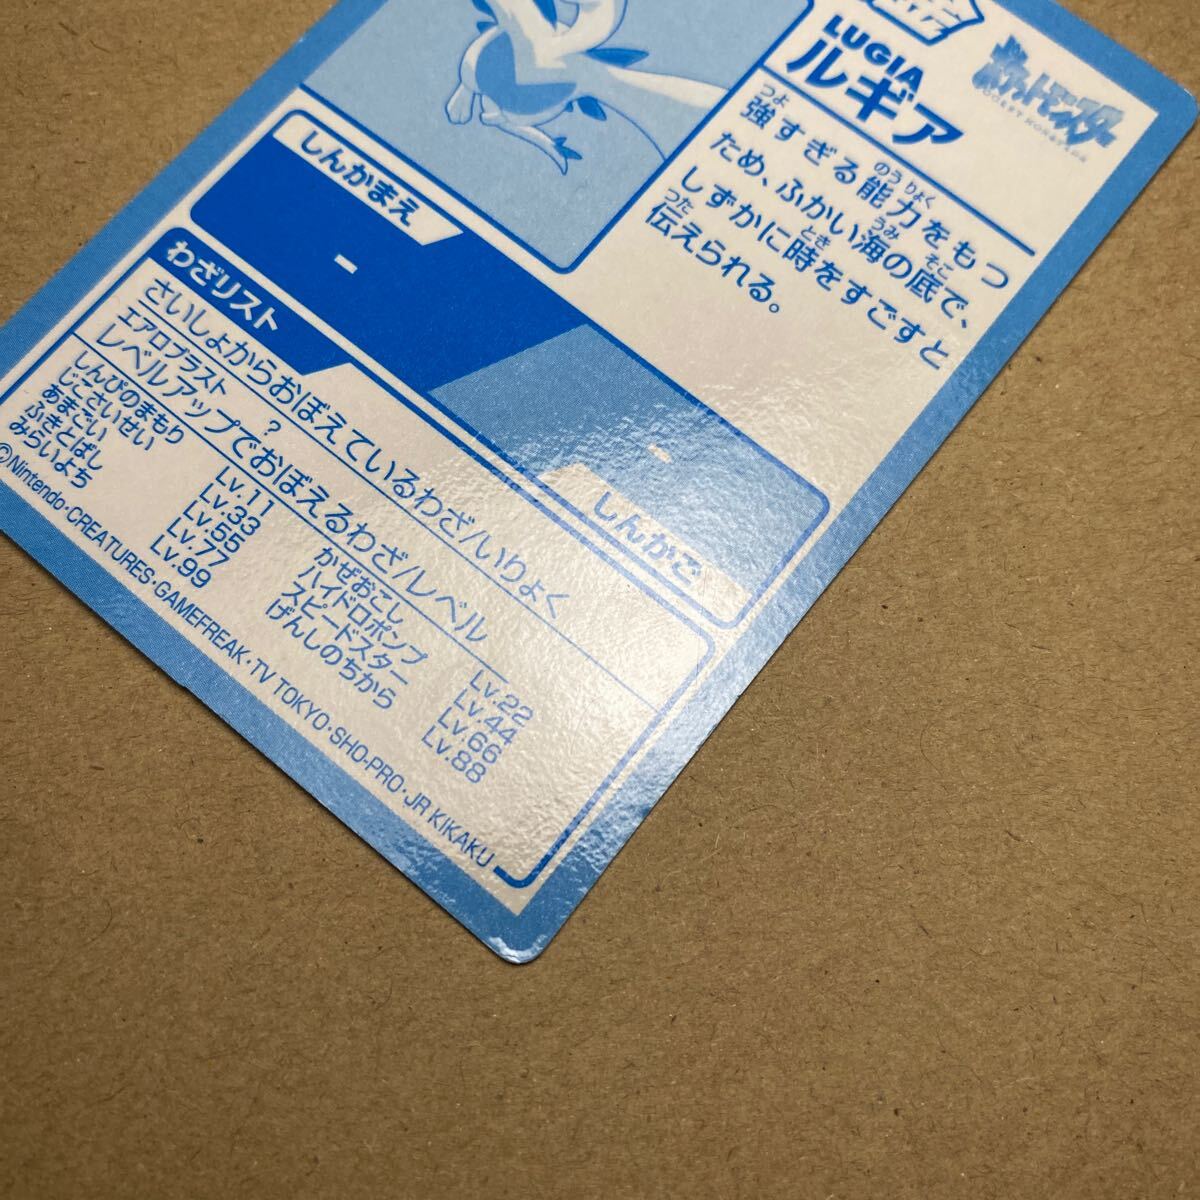 LUGIA
ルギア
ポケットモンスター
POCKET MONSTERS
強すぎる能力をもつ
ため、ふかい海の底で、
しずかに時をすごすと
伝えられる。
しんかまえ
-
-
しんかご
わざリスト
さいしょからおぼえているわざ/いりょく
エアロブラスト ?
レベルアップでおぼえるわざ/レベル
しんぴのまもり Lv.11 かぜおこし Lv.22
じこさいせい Lv.33 ハイドロポンプ Lv.44
あまごい Lv.55 スピードスター Lv.66
ふきとばし Lv.77 げんしのちから Lv.88
みらいよち Lv.99
©Nintendo・CREATURES・GAMEFREAK・TV TOKYO・SHO-PRO・JR KIKAKU